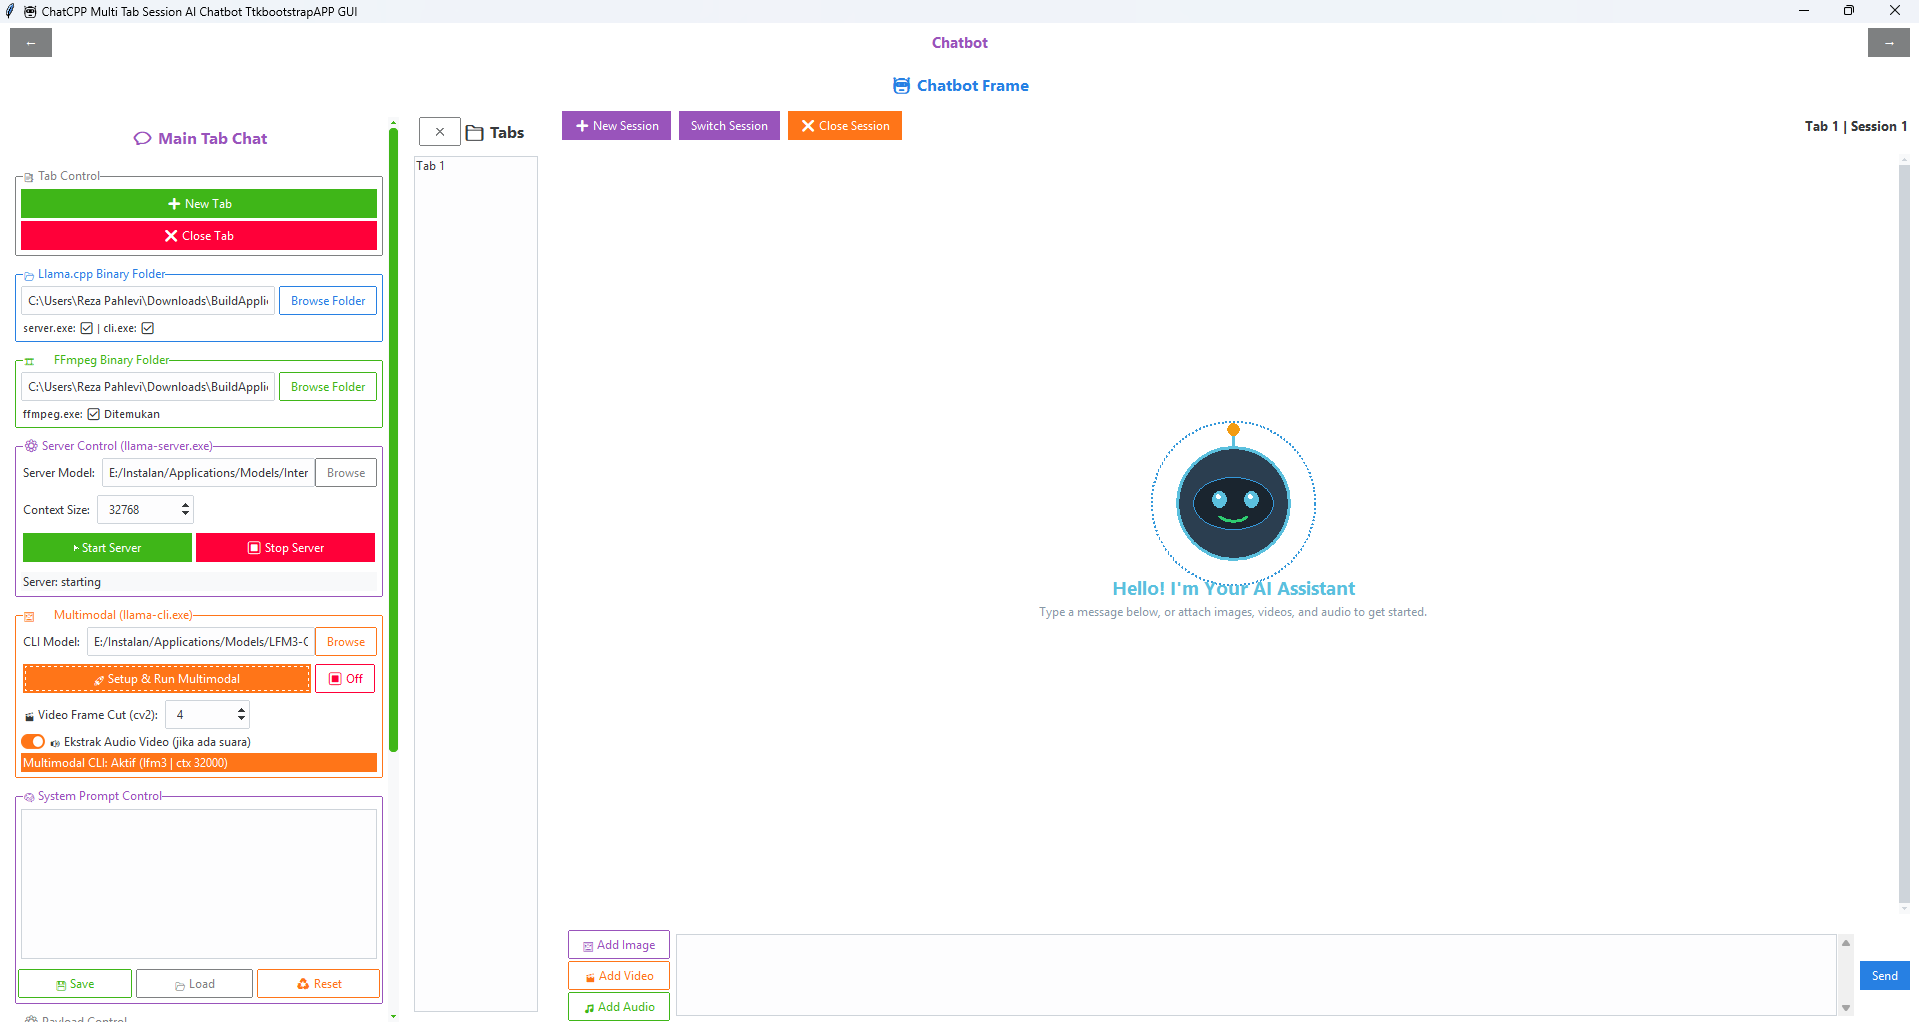 ChatCPP Multi Tab Session AI Chatbot TtkbootstrapAPP GUI
←
Chatbot
→
Chatbot Frame
Main Tab Chat
Tab Control
New Tab
Close Tab
Llama.cpp Binary Folder
C:\Users\Reza Pahlevi\Downloads\BuildAppli
Browse Folder
server.exe: ☑ | cli.exe: ☑
FFmpeg Binary Folder
C:\Users\Reza Pahlevi\Downloads\BuildAppli
Browse Folder
ffmpeg.exe: ☑ Ditemukan
Server Control (llama-server.exe)
Server Model: E:/Instalan/Applications/Models/Inter
Browse
Context Size: 32768
Start Server
Stop Server
Server: starting
Multimodal (llama-cli.exe)
CLI Model: E:/Instalan/Applications/Models/LFM3-
Browse
Setup & Run Multimodal
Off
Video Frame Cut (cv2): 4
Ekstrak Audio Video (jika ada suara)
Multimodal CLI: Aktif (lfm3 | ctx 32000)
System Prompt Control
Save
Load
Reset
Payload Control
×
Tabs
Tab 1
New Session
Switch Session
Close Session
Tab 1 | Session 1
Hello! I'm Your AI Assistant
Type a message below, or attach images, videos, and audio to get started.
Add Image
Add Video
Add Audio
Send